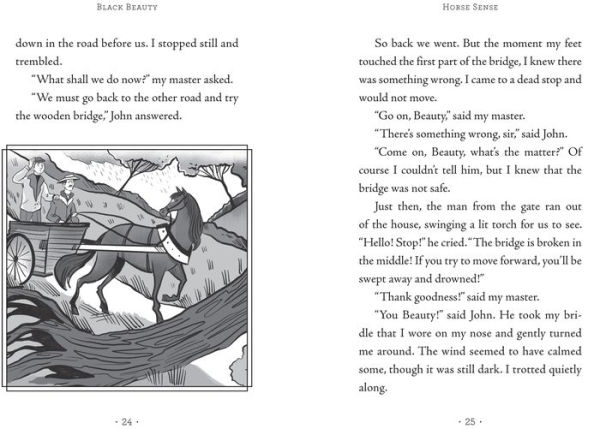 Black Beauty
down in the road before us. I stopped still and
trembled.
“What shall we do now?” my master asked.
“We must go back to the other road and try
the wooden bridge,” John answered.
· 24 ·
Horse Sense
So back we went. But the moment my feet
touched the first part of the bridge, I knew there
was something wrong. I came to a dead stop and
would not move.
“Go on, Beauty,” said my master.
“There’s something wrong, sir,” said John.
“Come on, Beauty, what’s the matter?” Of
course I couldn’t tell him, but I knew that the
bridge was not safe.
Just then, the man from the gate ran out
of the house, swinging a lit torch for us to see.
“Hello! Stop!” he cried. “The bridge is broken in
the middle! If you try to move forward, you’ll be
swept away and drowned!”
“Thank goodness!” said my master.
“You Beauty!” said John. He took my bri-
dle that I wore on my nose and gently turned
me around. The wind seemed to have calmed
some, though it was still dark. I trotted quietly
along.
· 25 ·